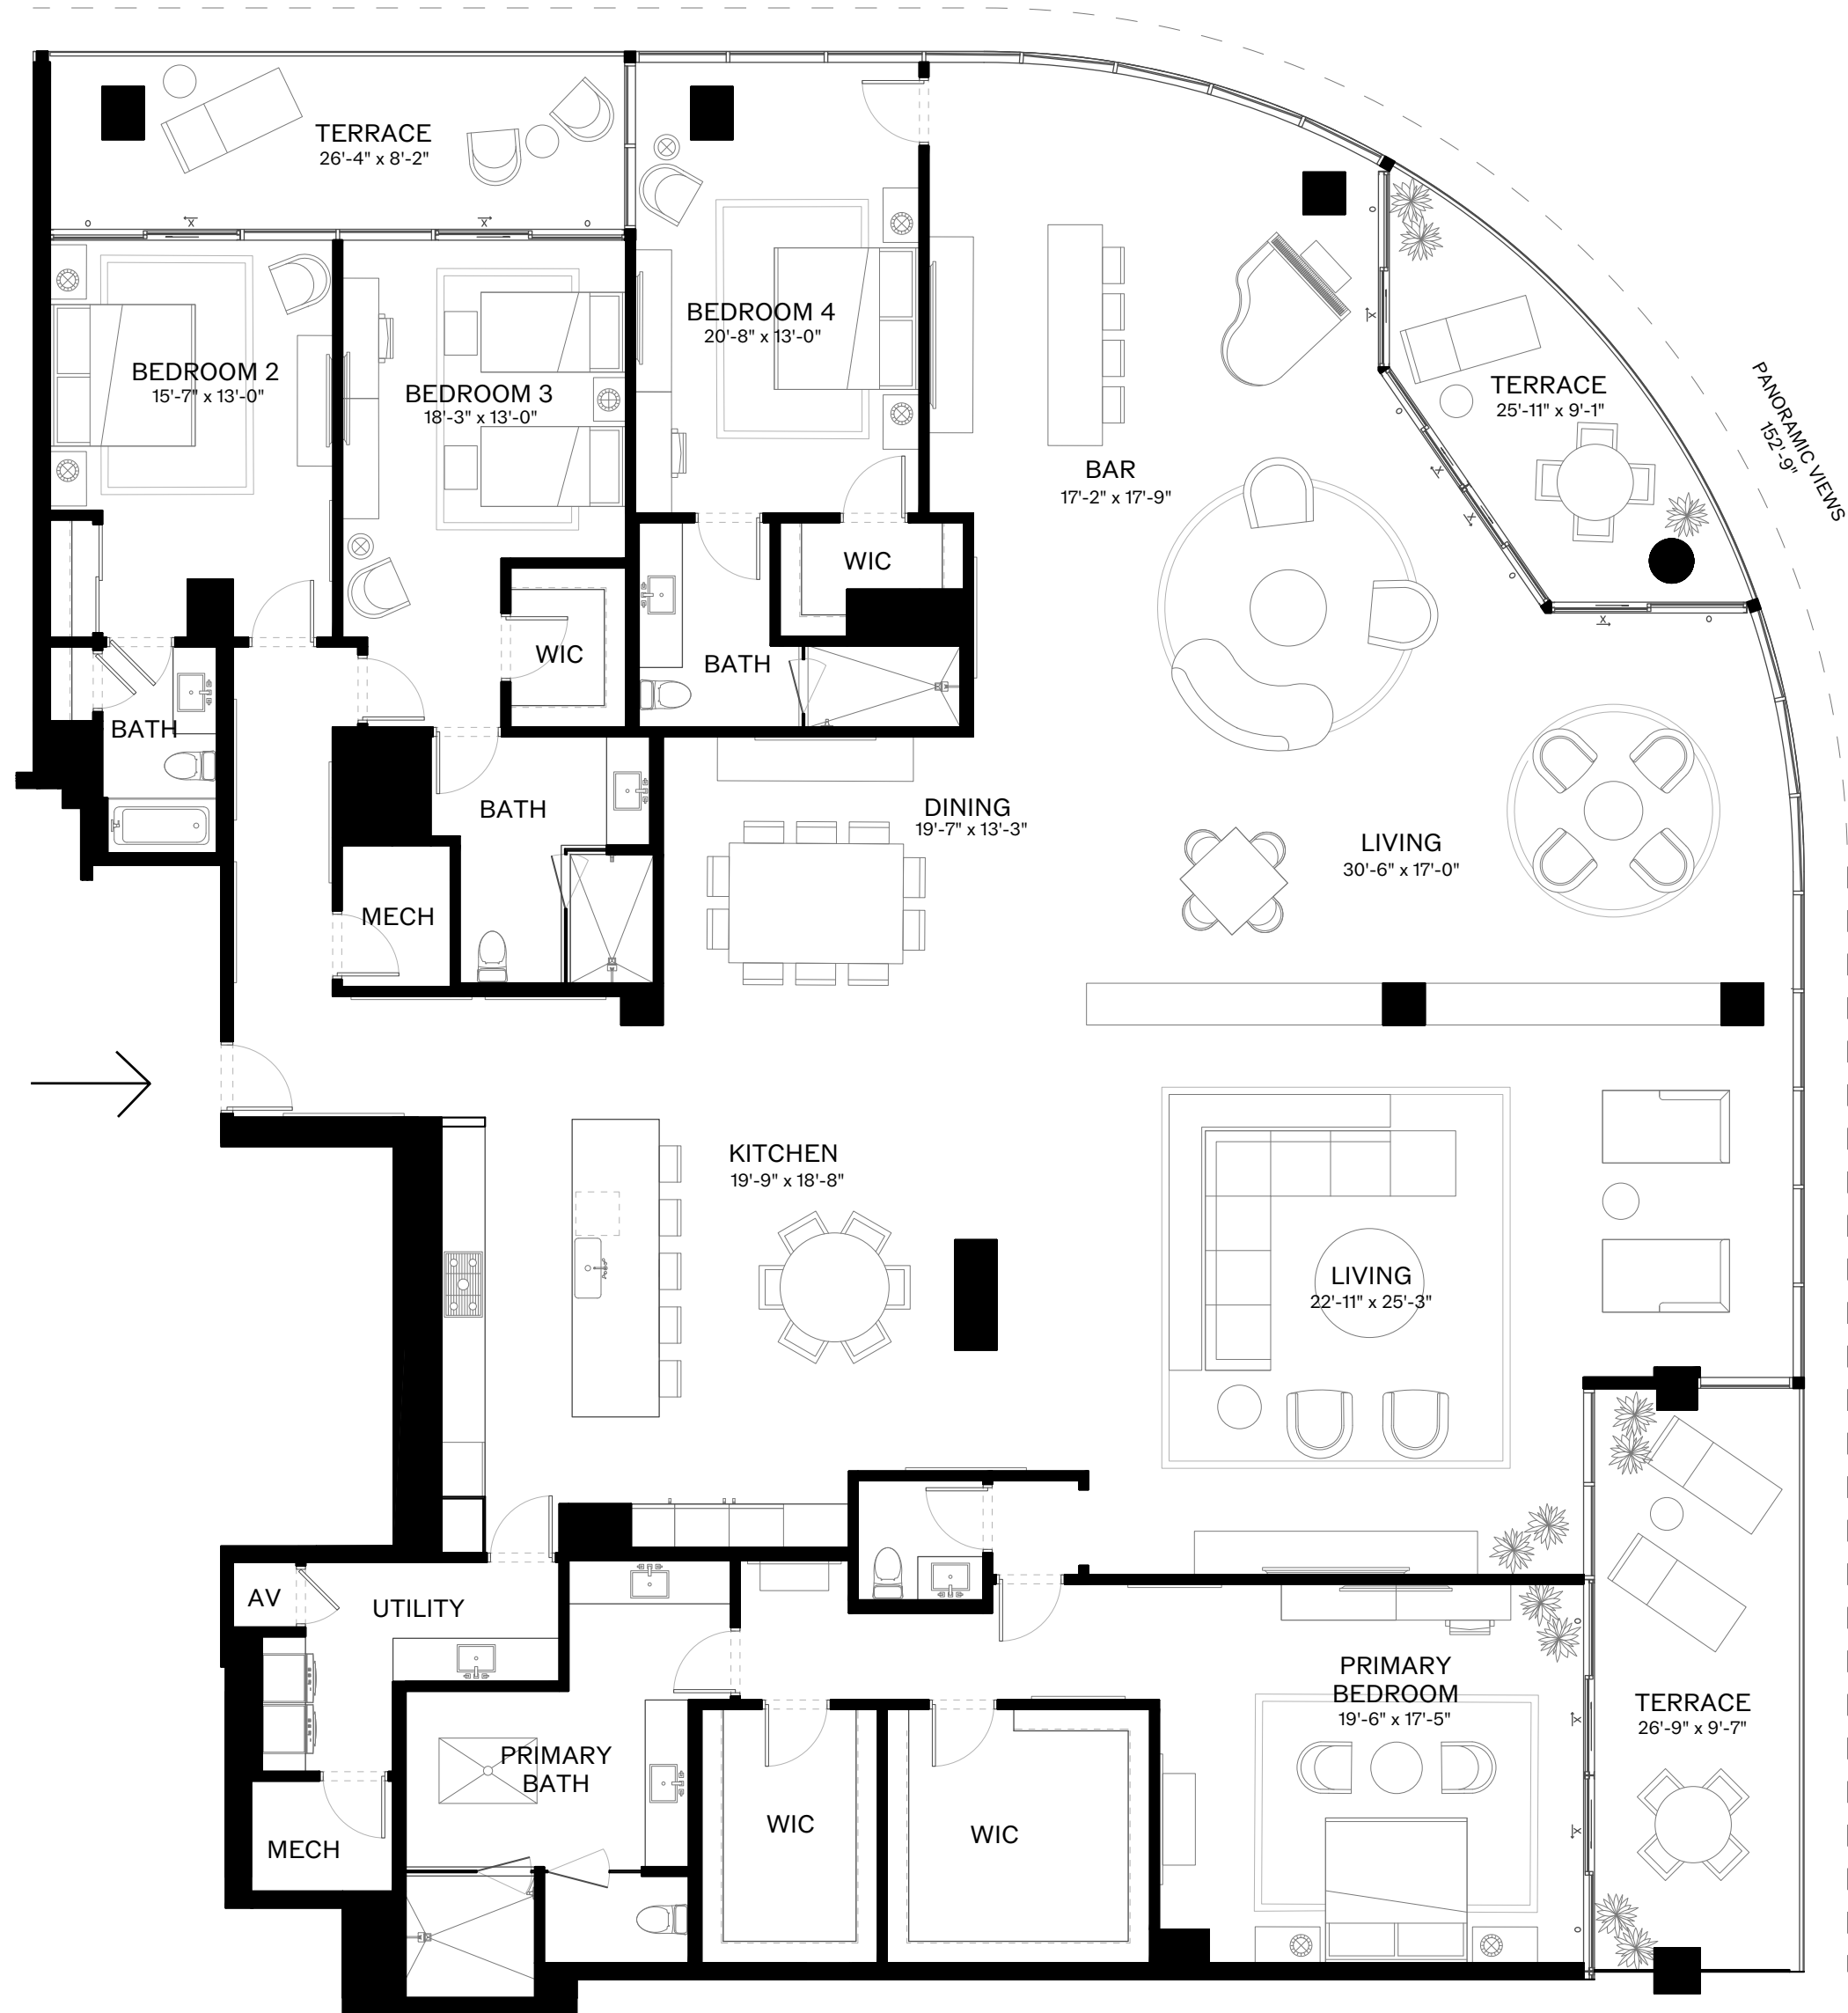 TERRACE
26'-4" x 8'-2"
BEDROOM 2
15'-7" x 13'-0"
BEDROOM 3
18'-3" x 13'-0"
BEDROOM 4
20'-8" x 13'-0"
BAR
17'-2" x 17'-9"
TERRACE
25'-11" x 9'-1"
PANORAMIC VIEWS
152'-9"
WIC
WIC
BATH
BATH
BATH
MECH
DINING
19'-7" x 13'-3"
LIVING
30'-6" x 17'-0"
KITCHEN
19'-9" x 18'-8"
LIVING
22'-11" x 25'-3"
AV
UTILITY
MECH
PRIMARY
BATH
WIC
WIC
PRIMARY
BEDROOM
19'-6" x 17'-5"
TERRACE
26'-9" x 9'-7"
O
X
X
O
O
X
O
X
X
O
X
O
O
X
X
O